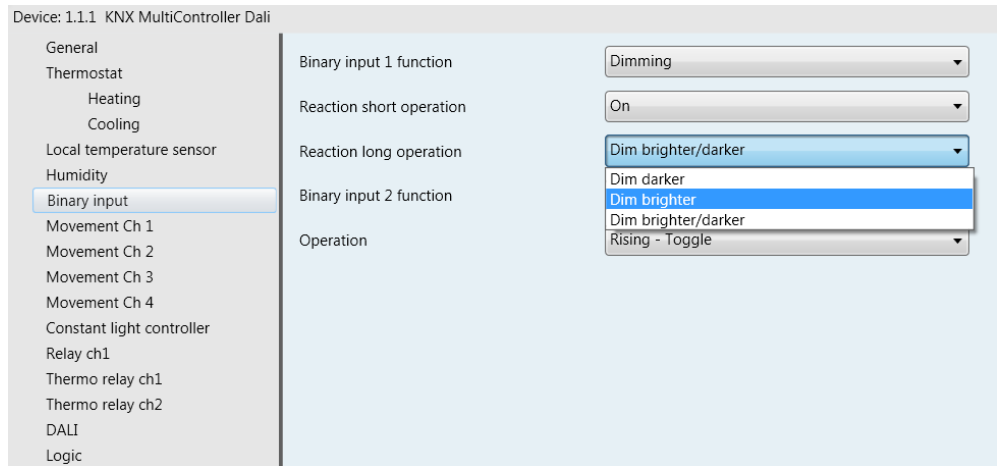 Device: 1.1.1 KNX MultiController Dali
General
Thermostat
Heating
Cooling
Local temperature sensor
Humidity
Binary input
Movement Ch 1
Movement Ch 2
Movement Ch 3
Movement Ch 4
Constant light controller
Relay ch1
Thermo relay ch1
Thermo relay ch2
DALI
Logic
Binary input 1 function Dimming
Reaction short operation On
Reaction long operation Dim brighter/darker
Dim darker
Binary input 2 function Dim brighter
Dim brighter/darker
Operation Rising - Toggle